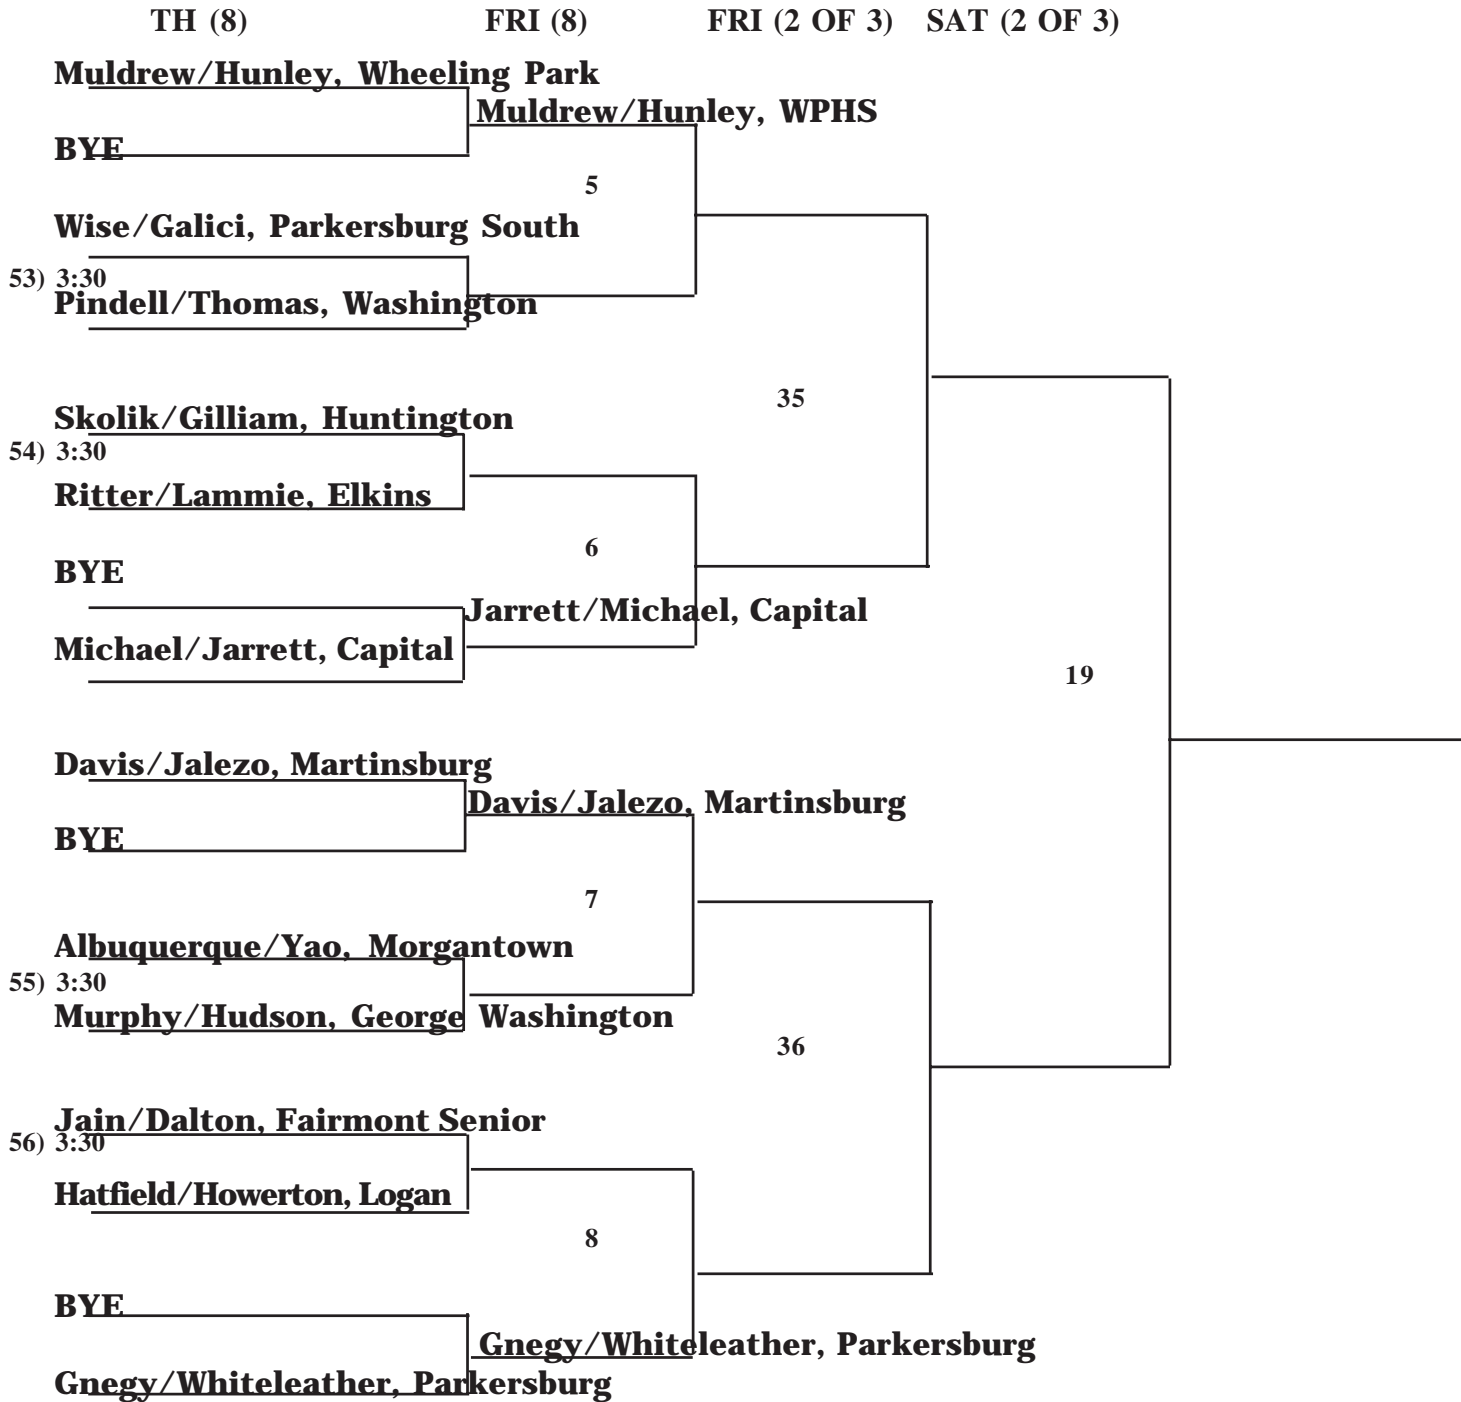 TH (8) FRI (8) FRI (2 OF 3) SAT (2 OF 3)
Muldrew/Hunley, Wheeling Park
Muldrew/Hunley, WPHS
BYE
5
Wise/Galici, Parkersburg South
53) 3:30
Pindell/Thomas, Washington
35
Skolik/Gilliam, Huntington
54) 3:30
Ritter/Lammie, Elkins
6
BYE
Jarrett/Michael, Capital
Michael/Jarrett, Capital
19
Davis/Jalezo, Martinsburg
Davis/Jalezo, Martinsburg
BYE
7
Albuquerque/Yao, Morgantown
55) 3:30
Murphy/Hudson, George Washington
36
Jain/Dalton, Fairmont Senior
56) 3:30
Hatfield/Howerton, Logan
8
BYE
Gnegy/Whiteleather, Parkersburg
Gnegy/Whiteleather, Parkersburg